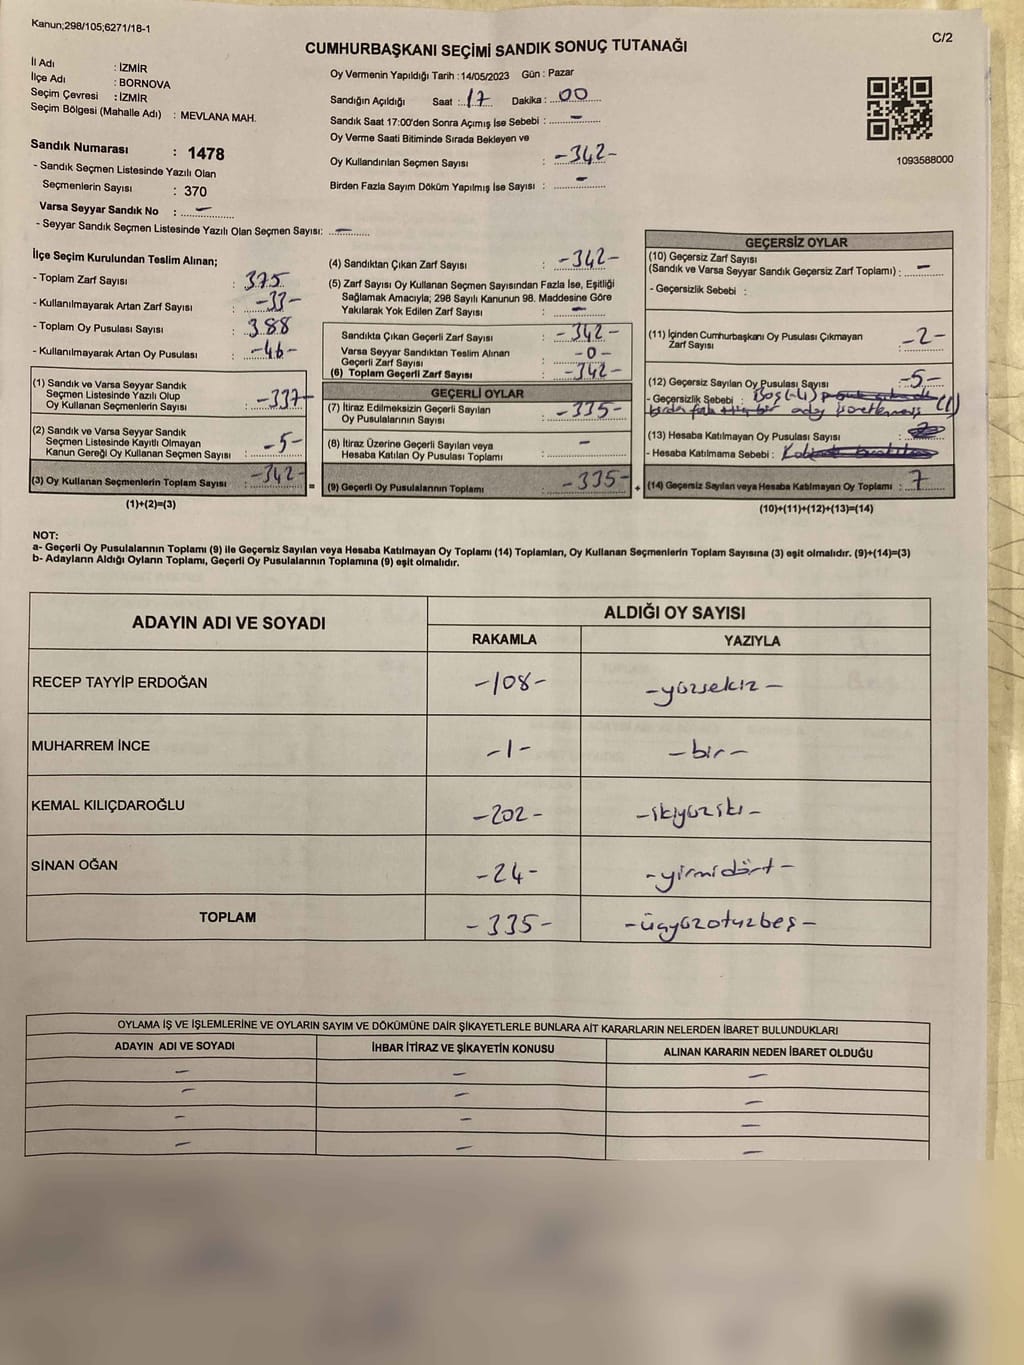 Kanun;298/105;6271/18-1
C/2
CUMHURBAŞKANI SEÇİMİ SANDIK SONUÇ TUTANAĞI
İl Adı : İZMİR
İlçe Adı : BORNOVA
Seçim Çevresi : İZMİR
Seçim Bölgesi (Mahalle Adı) : MEVLANA MAH.
Sandık Numarası : 1478
- Sandık Seçmen Listesinde Yazılı Olan
Seçmenlerin Sayısı : 370
Varsa Seyyar Sandık No : –
- Seyyar Sandık Seçmen Listesinde Yazılı Olan Seçmen Sayısı: –
Oy Vermenin Yapıldığı Tarih : 14/05/2023 Gün : Pazar
Sandığın Açıldığı Saat : 17 Dakika : 00
Sandık Saat 17:00'den Sonra Açımış İse Sebebi : –
Oy Verme Saati Bitiminde Sırada Bekleyen ve
Oy Kullandırılan Seçmen Sayısı : -342-
Birden Fazla Sayım Döküm Yapılmış İse Sayısı : –
1093588000
İlçe Seçim Kurulundan Teslim Alınan;
- Toplam Zarf Sayısı : 375
- Kullanılmayarak Artan Zarf Sayısı : -33-
- Toplam Oy Pusulası Sayısı : 388
- Kullanılmayarak Artan Oy Pusulası : -46-
(1) Sandık ve Varsa Seyyar Sandık
Seçmen Listesinde Yazılı Olup
Oy Kullanan Seçmenlerin Sayısı : -337-
(2) Sandık ve Varsa Seyyar Sandık
Seçmen Listesinde Kayıtlı Olmayan
Kanun Gereği Oy Kullanan Seçmen Sayısı : -5-
(3) Oy Kullanan Seçmenlerin Toplam Sayısı : -342-
(1)+(2)=(3)
=
(4) Sandıktan Çıkan Zarf Sayısı : -342-
(5) Zarf Sayısı Oy Kullanan Seçmen Sayısından Fazla İse, Eşitliği
Sağlamak Amacıyla; 298 Sayılı Kanunun 98. Maddesine Göre
Yakılarak Yok Edilen Zarf Sayısı : –
Sandıkta Çıkan Geçerli Zarf Sayısı : -342-
Varsa Seyyar Sandıktan Teslim Alınan
Geçerli Zarf Sayısı : -0-
(6) Toplam Geçerli Zarf Sayısı : -342-
GEÇERLİ OYLAR
(7) İtiraz Edilmeksizin Geçerli Sayılan
Oy Pusulalarının Sayısı : -335-
(8) İtiraz Üzerine Geçerli Sayılan veya
Hesaba Katılan Oy Pusulası Toplamı : –
(9) Geçerli Oy Pusulalarının Toplamı : -335-
+
GEÇERSİZ OYLAR
(10) Geçersiz Zarf Sayısı
(Sandık ve Varsa Seyyar Sandık Geçersiz Zarf Toplamı) : –
- Geçersizlik Sebebi :
(11) İçinden Cumhurbaşkanı Oy Pusulası Çıkmayan
Zarf Sayısı : -2-
(12) Geçersiz Sayılan Oy Pusulası Sayısı : -5-
- Geçersizlik Sebebi : Boş (-4)
(1)
(13) Hesaba Katılmayan Oy Pusulası Sayısı :
- Hesaba Katılmama Sebebi :
(14) Geçersiz Sayılan veya Hesaba Katılmayan Oy Toplamı : 7
(10)+(11)+(12)+(13)=(14)
NOT:
a- Geçerli Oy Pusulalarının Toplamı (9) ile Geçersiz Sayılan veya Hesaba Katılmayan Oy Toplamı (14) Toplamları, Oy Kullanan Seçmenlerin Toplam Sayısına (3) eşit olmalıdır. (9)+(14)=(3)
b- Adayların Aldığı Oyların Toplamı, Geçerli Oy Pusulalarının Toplamına (9) eşit olmalıdır.
ADAYIN ADI VE SOYADI
ALDIĞI OY SAYISI
RAKAMLA YAZIYLA
RECEP TAYYİP ERDOĞAN -108- -yüzsekiz-
MUHARREM İNCE -1- -bir-
KEMAL KILIÇDAROĞLU -202- -ikiyüziki-
SİNAN OĞAN -24- -yirmidört-
TOPLAM -335- -üçyüzotuzbeş-
OYLAMA İŞ VE İŞLEMLERİNE VE OYLARIN SAYIM VE DÖKÜMÜNE DAİR ŞİKAYETLERLE BUNLARA AİT KARARLARIN NELERDEN İBARET BULUNDUKLARI
ADAYIN ADI VE SOYADI İHBAR İTİRAZ VE ŞİKAYETİN KONUSU ALINAN KARARIN NEDEN İBARET OLDUĞU
– – –
– – –
– – –
– – –